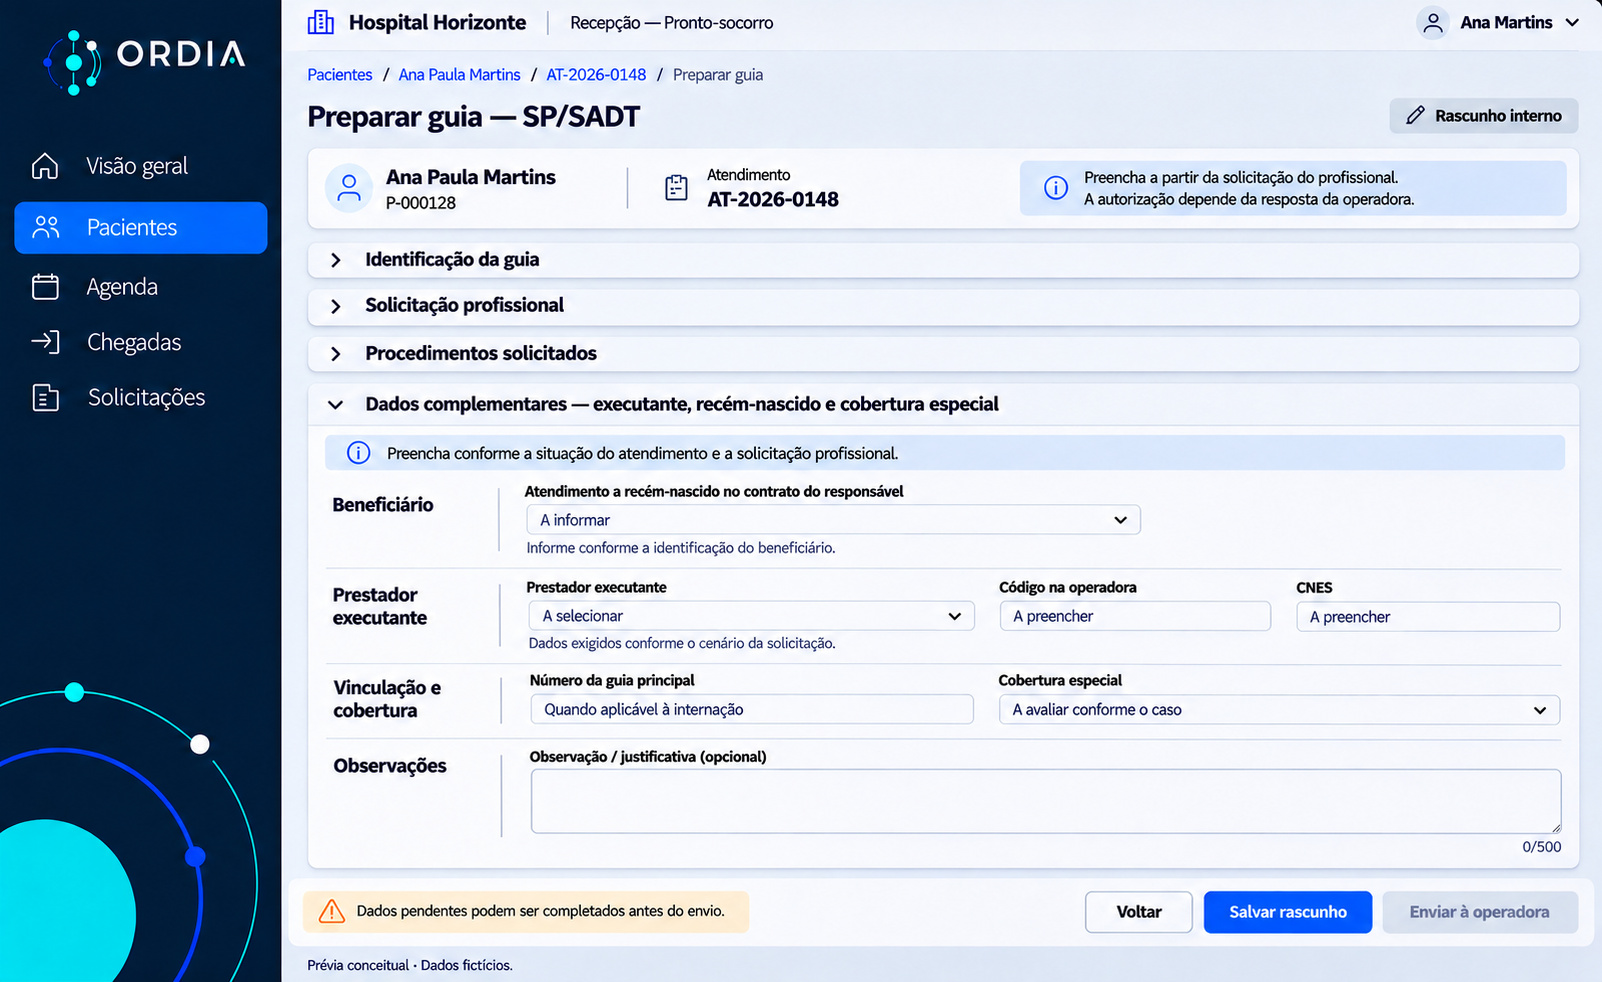 ORDIA
Visão geral
Pacientes
Agenda
Chegadas
Solicitações
Hospital Horizonte
Recepção — Pronto-socorro
Ana Martins
Pacientes / Ana Paula Martins / AT-2026-0148 / Preparar guia
Preparar guia — SP/SADT
Rascunho interno
Ana Paula Martins
P-000128
Atendimento
AT-2026-0148
Preencha a partir da solicitação do profissional.
A autorização depende da resposta da operadora.
Identificação da guia
Solicitação profissional
Procedimentos solicitados
Dados complementares — executante, recém-nascido e cobertura especial
Preencha conforme a situação do atendimento e a solicitação profissional.
Beneficiário
Atendimento a recém-nascido no contrato do responsável
A informar
Informe conforme a identificação do beneficiário.
Prestador
executante
Prestador executante
A selecionar
Dados exigidos conforme o cenário da solicitação.
Código na operadora
A preencher
CNES
A preencher
Vinculação e
cobertura
Número da guia principal
Quando aplicável à internação
Cobertura especial
A avaliar conforme o caso
Observações
Observação / justificativa (opcional)
0/500
Dados pendentes podem ser completados antes do envio.
Voltar
Salvar rascunho
Enviar à operadora
Prévia conceitual · Dados fictícios.